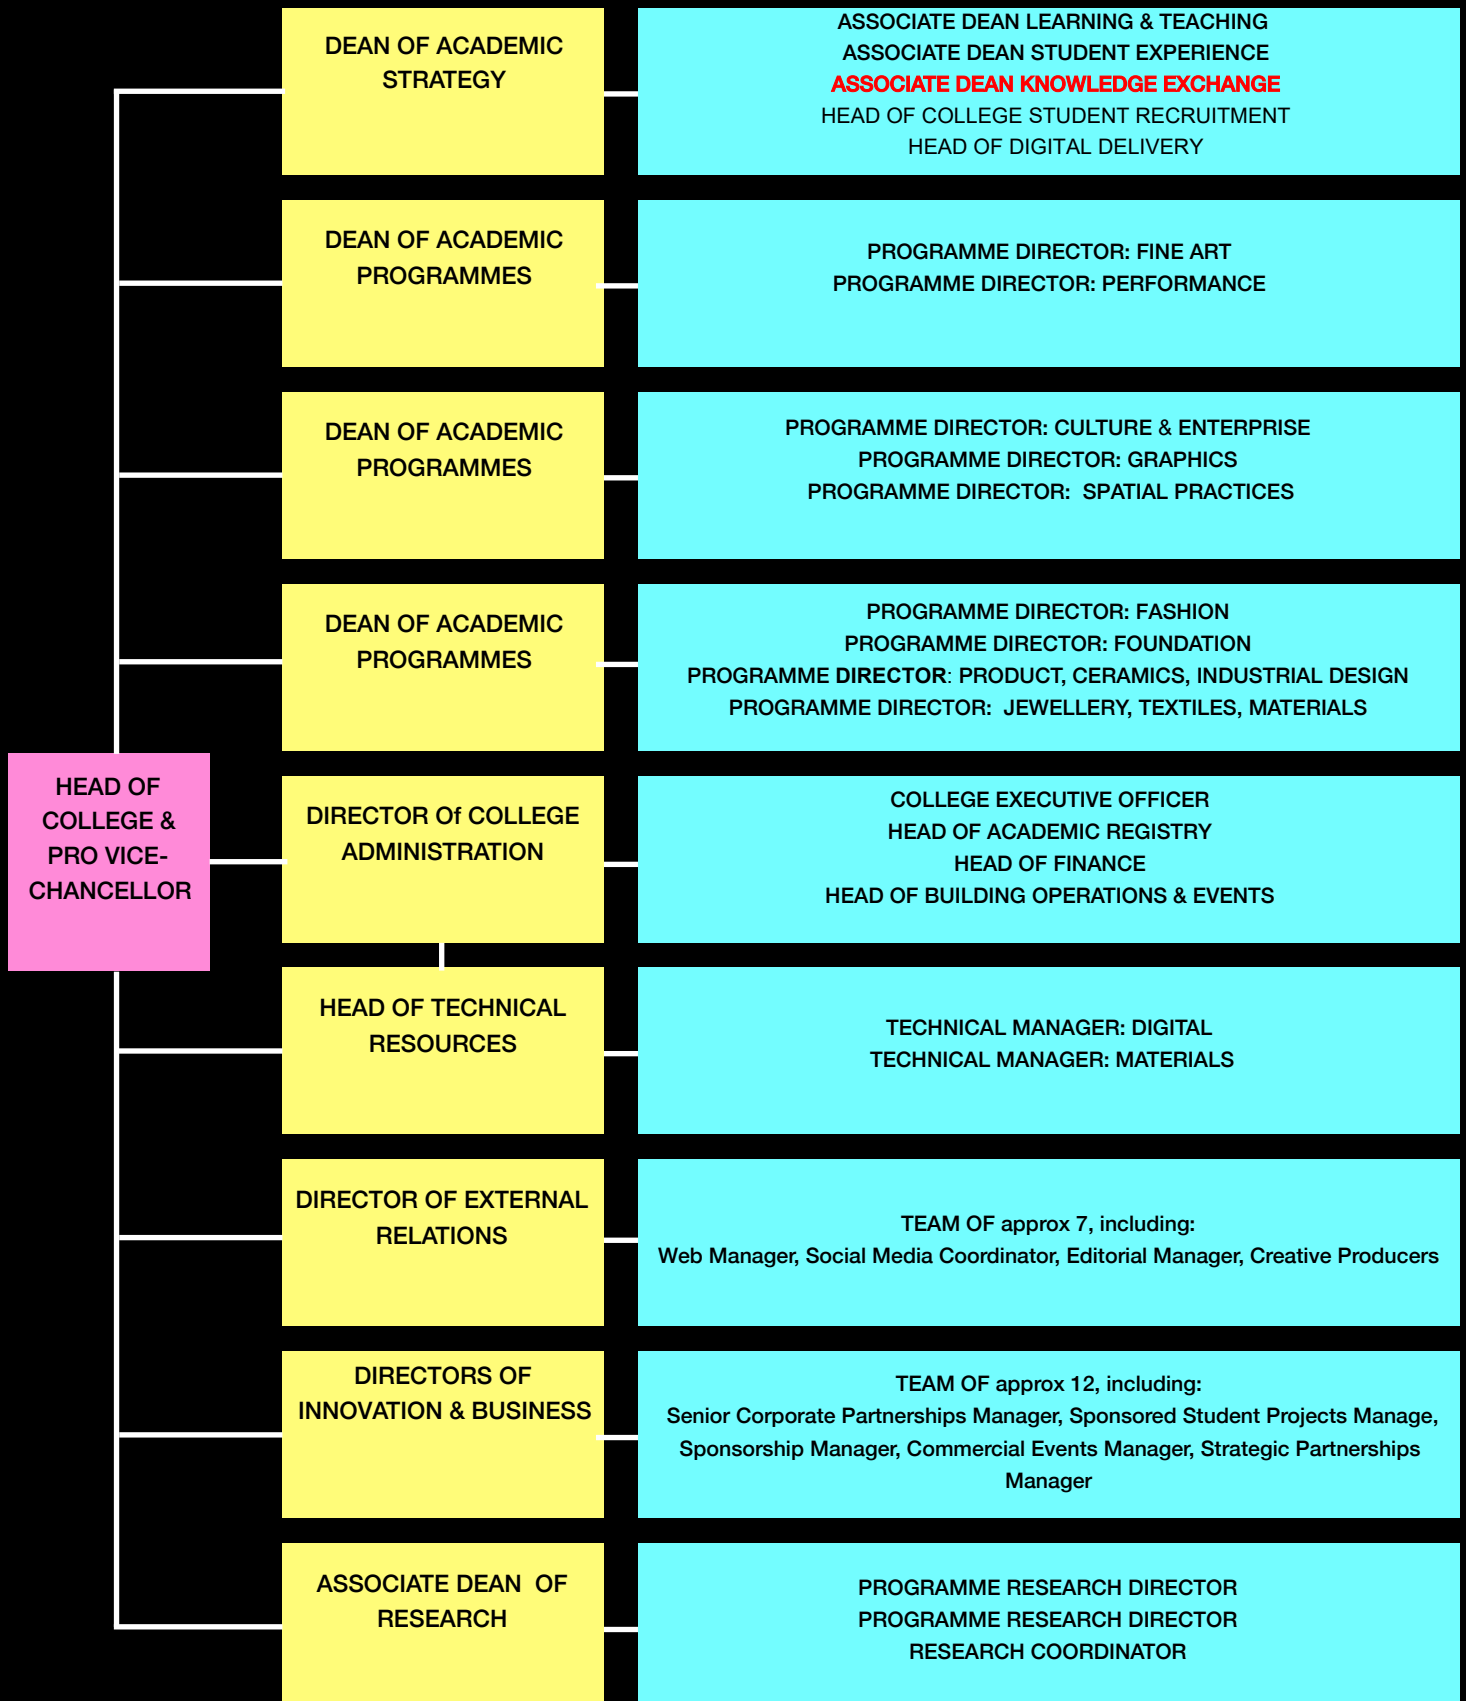 DEAN OF ACADEMIC
STRATEGY
ASSOCIATE DEAN LEARNING & TEACHING
ASSOCIATE DEAN STUDENT EXPERIENCE
ASSOCIATE DEAN KNOWLEDGE EXCHANGE
HEAD OF COLLEGE STUDENT RECRUITMENT
HEAD OF DIGITAL DELIVERY
DEAN OF ACADEMIC
PROGRAMMES
PROGRAMME DIRECTOR: FINE ART
PROGRAMME DIRECTOR: PERFORMANCE
DEAN OF ACADEMIC
PROGRAMMES
PROGRAMME DIRECTOR: CULTURE & ENTERPRISE
PROGRAMME DIRECTOR: GRAPHICS
PROGRAMME DIRECTOR:  SPATIAL PRACTICES
DEAN OF ACADEMIC
PROGRAMMES
PROGRAMME DIRECTOR: FASHION
PROGRAMME DIRECTOR: FOUNDATION
PROGRAMME DIRECTOR: PRODUCT, CERAMICS, INDUSTRIAL DESIGN
PROGRAMME DIRECTOR:  JEWELLERY, TEXTILES, MATERIALS
HEAD OF
COLLEGE &
PRO VICE-
CHANCELLOR
DIRECTOR Of COLLEGE
ADMINISTRATION
COLLEGE EXECUTIVE OFFICER
HEAD OF ACADEMIC REGISTRY
HEAD OF FINANCE
HEAD OF BUILDING OPERATIONS & EVENTS
HEAD OF TECHNICAL
RESOURCES
TECHNICAL MANAGER: DIGITAL
TECHNICAL MANAGER: MATERIALS
DIRECTOR OF EXTERNAL
RELATIONS
TEAM OF approx 7, including:
Web Manager, Social Media Coordinator, Editorial Manager, Creative Producers
DIRECTORS OF
INNOVATION & BUSINESS
TEAM OF approx 12, including:
Senior Corporate Partnerships Manager, Sponsored Student Projects Manage,
Sponsorship Manager, Commercial Events Manager, Strategic Partnerships
Manager
ASSOCIATE DEAN  OF
RESEARCH
PROGRAMME RESEARCH DIRECTOR
PROGRAMME RESEARCH DIRECTOR
RESEARCH COORDINATOR